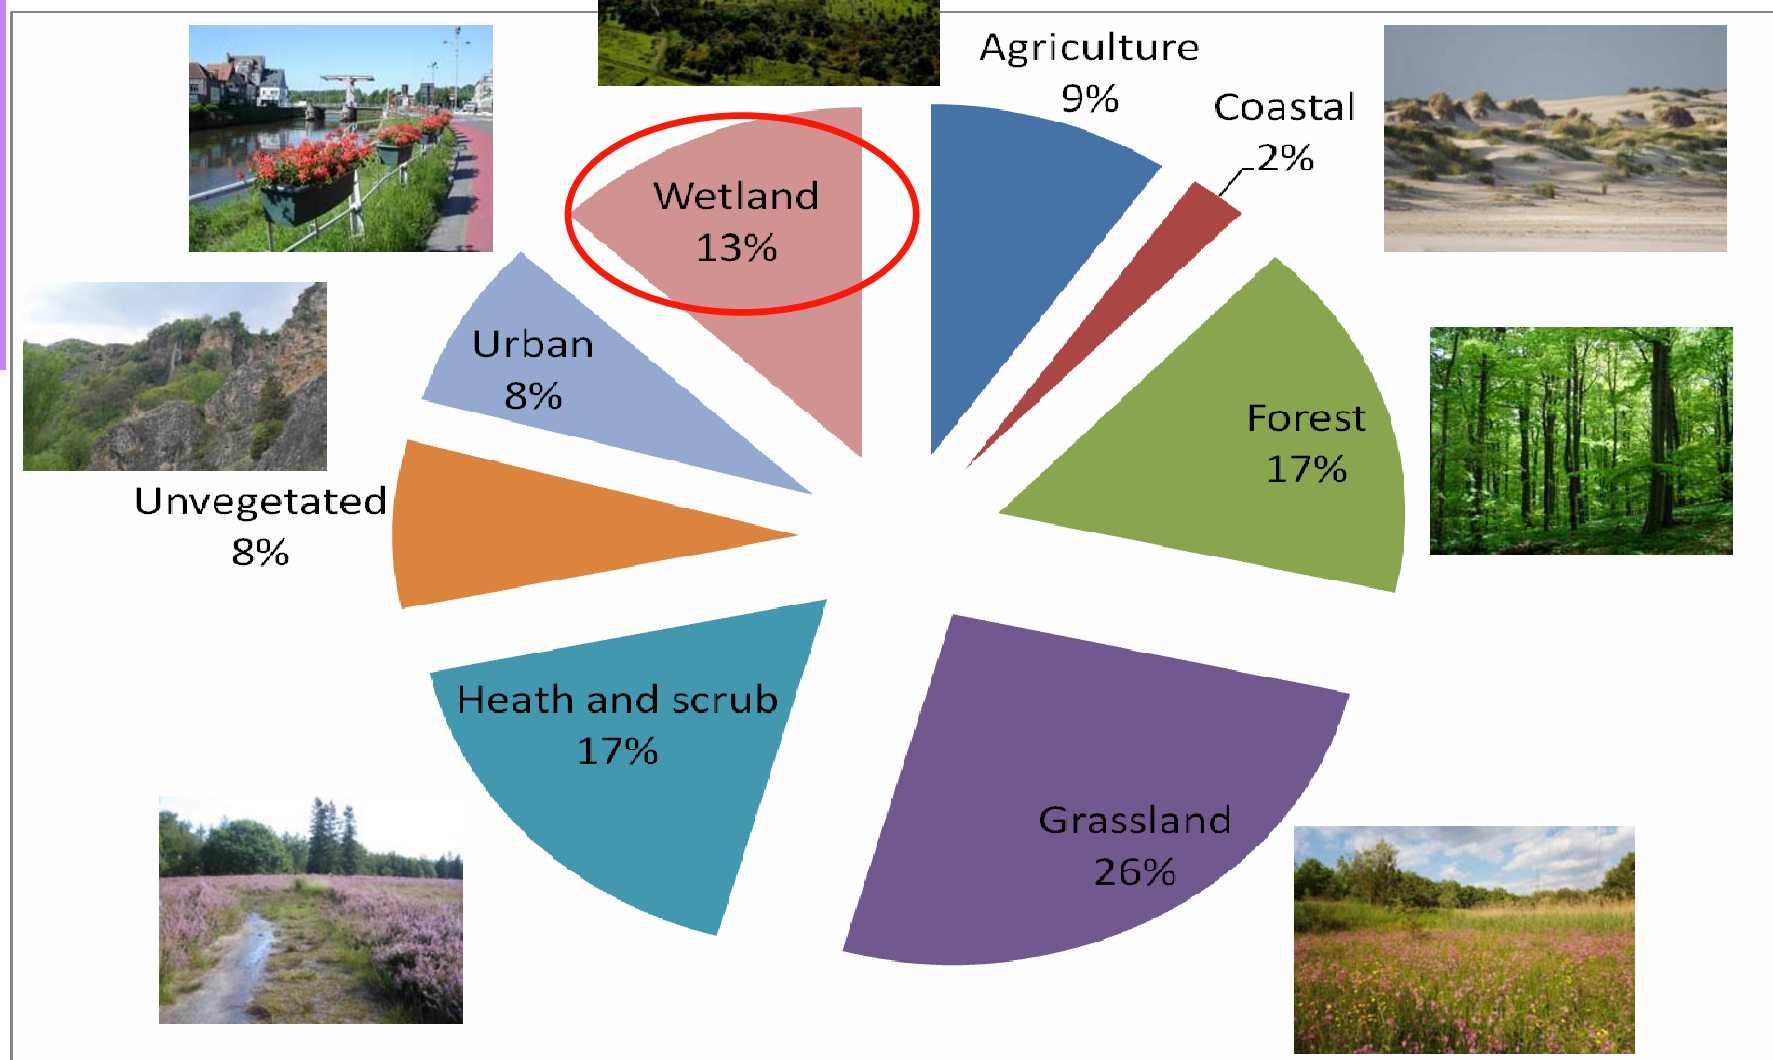 Agriculture
9%
Coastal
2%
Wetland
13%
Urban
8%
Forest
17%
Unvegetated
8%
Heath and scrub
17%
Grassland
26%